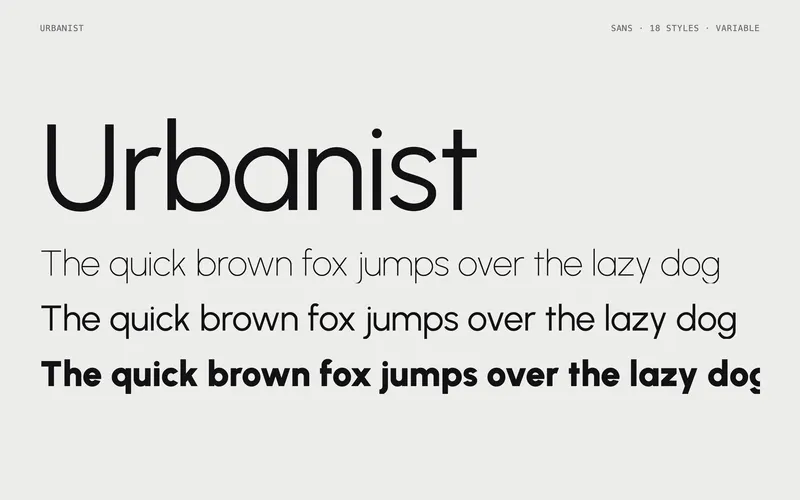 URBANIST
SANS · 18 STYLES · VARIABLE
Urbanist
The quick brown fox jumps over the lazy dog
The quick brown fox jumps over the lazy dog
The quick brown fox jumps over the lazy dog